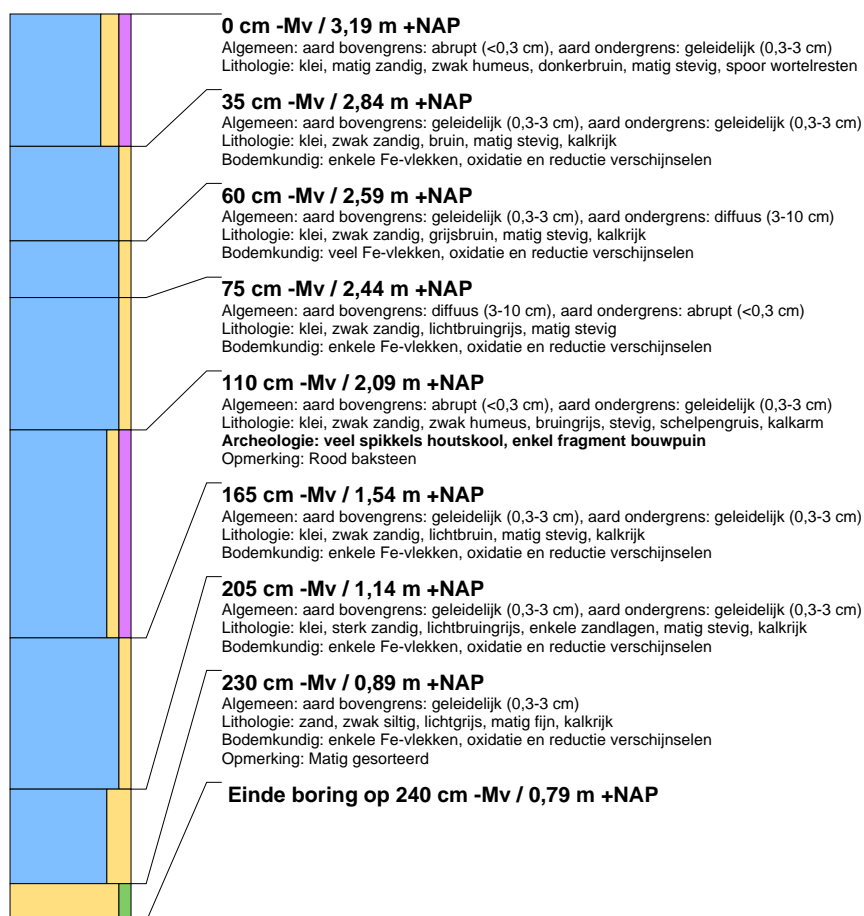 0 cm -Mv / 3,19 m +NAP
Algemeen: aard bovengrens: abrupt (<0,3 cm), aard ondergrens: geleidelijk (0,3-3 cm)
Lithologie: klei, matig zandig, zwak humeus, donkerbruin, matig stevig, spoor wortelresten
35 cm -Mv / 2,84 m +NAP
Algemeen: aard bovengrens: geleidelijk (0,3-3 cm), aard ondergrens: geleidelijk (0,3-3 cm)
Lithologie: klei, zwak zandig, bruin, matig stevig, kalkrijk
Bodemkundig: enkele Fe-vlekken, oxidatie en reductie verschijnselen
60 cm -Mv / 2,59 m +NAP
Algemeen: aard bovengrens: geleidelijk (0,3-3 cm), aard ondergrens: diffuus (3-10 cm)
Lithologie: klei, zwak zandig, grijsbruin, matig stevig, kalkrijk
Bodemkundig: veel Fe-vlekken, oxidatie en reductie verschijnselen
75 cm -Mv / 2,44 m +NAP
Algemeen: aard bovengrens: diffuus (3-10 cm), aard ondergrens: abrupt (<0,3 cm)
Lithologie: klei, zwak zandig, lichtbruingrijs, matig stevig
Bodemkundig: enkele Fe-vlekken, oxidatie en reductie verschijnselen
110 cm -Mv / 2,09 m +NAP
Algemeen: aard bovengrens: abrupt (<0,3 cm), aard ondergrens: geleidelijk (0,3-3 cm)
Lithologie: klei, zwak zandig, zwak humeus, bruingrijs, stevig, schelpengruis, kalkarm
Archeologie: veel spikkels houtskool, enkel fragment bouwpuin
Opmerking: Rood baksteen
165 cm -Mv / 1,54 m +NAP
Algemeen: aard bovengrens: geleidelijk (0,3-3 cm), aard ondergrens: geleidelijk (0,3-3 cm)
Lithologie: klei, zwak zandig, lichtbruin, matig stevig, kalkrijk
Bodemkundig: enkele Fe-vlekken, oxidatie en reductie verschijnselen
205 cm -Mv / 1,14 m +NAP
Algemeen: aard bovengrens: geleidelijk (0,3-3 cm), aard ondergrens: geleidelijk (0,3-3 cm)
Lithologie: klei, sterk zandig, lichtbruingrijs, enkele zandlagen, matig stevig, kalkrijk
Bodemkundig: enkele Fe-vlekken, oxidatie en reductie verschijnselen
230 cm -Mv / 0,89 m +NAP
Algemeen: aard bovengrens: geleidelijk (0,3-3 cm)
Lithologie: zand, zwak siltig, lichtgrijs, matig fijn, kalkrijk
Bodemkundig: enkele Fe-vlekken, oxidatie en reductie verschijnselen
Opmerking: Matig gesorteerd
Einde boring op 240 cm -Mv / 0,79 m +NAP